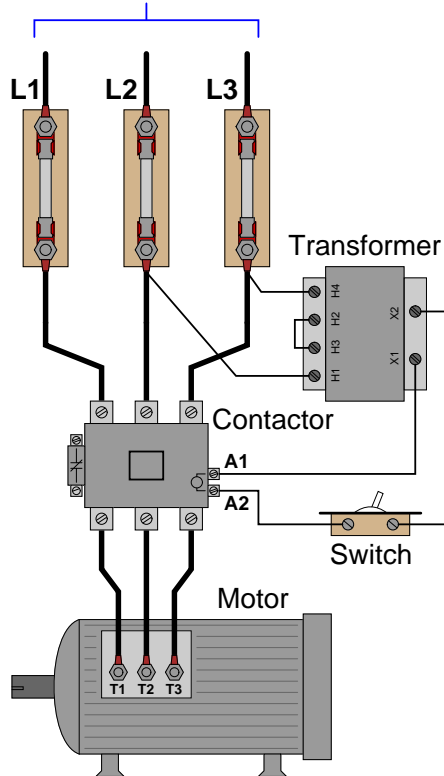 L1 L2 L3
Transformer
H4
H2
H3
H1
X2
X1
Contactor
A1
A2
Switch
Motor
T1 T2 T3